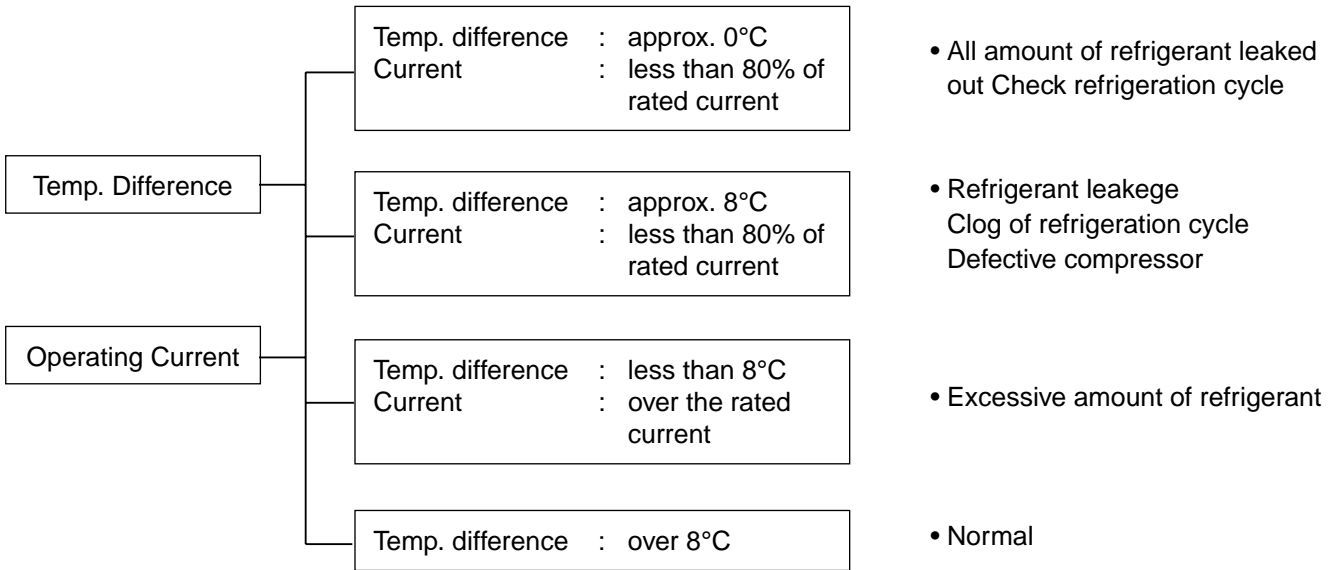 Temp. difference : approx. 0°C
Current : less than 80% of
rated current
• All amount of refrigerant leaked
out Check refrigeration cycle
Temp. Difference
Temp. difference : approx. 8°C
Current : less than 80% of
rated current
• Refrigerant leakege
Clog of refrigeration cycle
Defective compressor
Operating Current
Temp. difference : less than 8°C
Current : over the rated
current
• Excessive amount of refrigerant
Temp. difference : over 8°C
• Normal